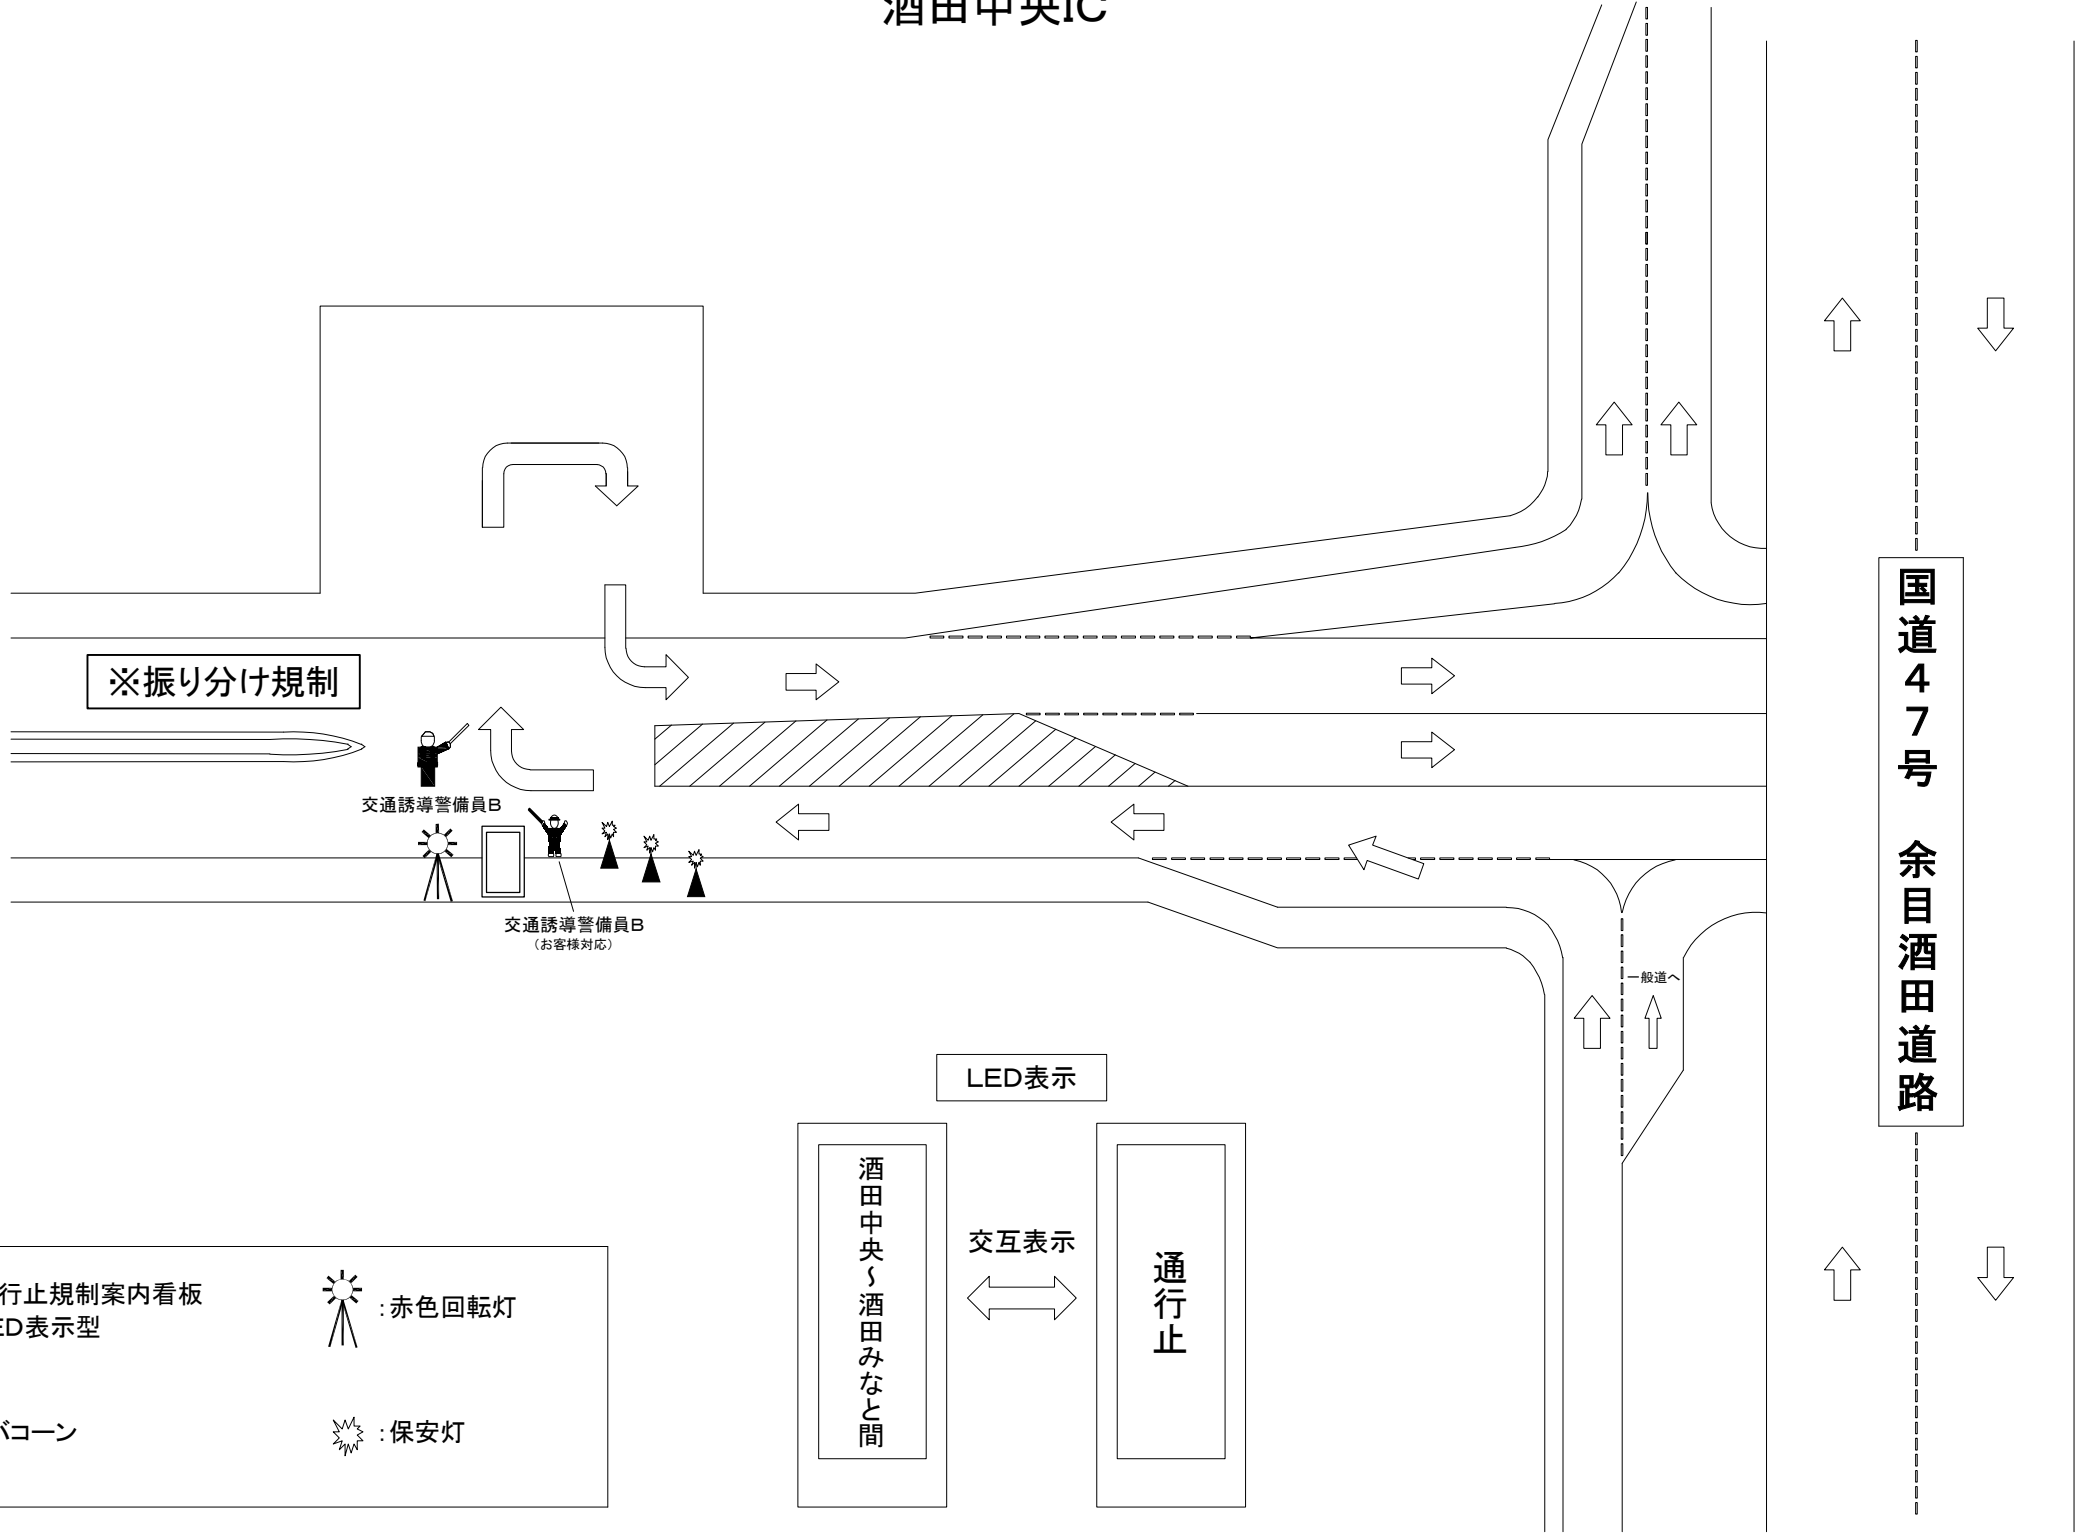 酒田中央IC
※振り分け規制
交通誘導警備員B
交通誘導警備員B
（お客様対応）
国道47号 余目酒田道路
一般道へ
LED表示
酒田中央～酒田みなと間
交互表示
通行止
行止規制案内看板
ED表示型
:赤色回転灯
バコーン
:保安灯